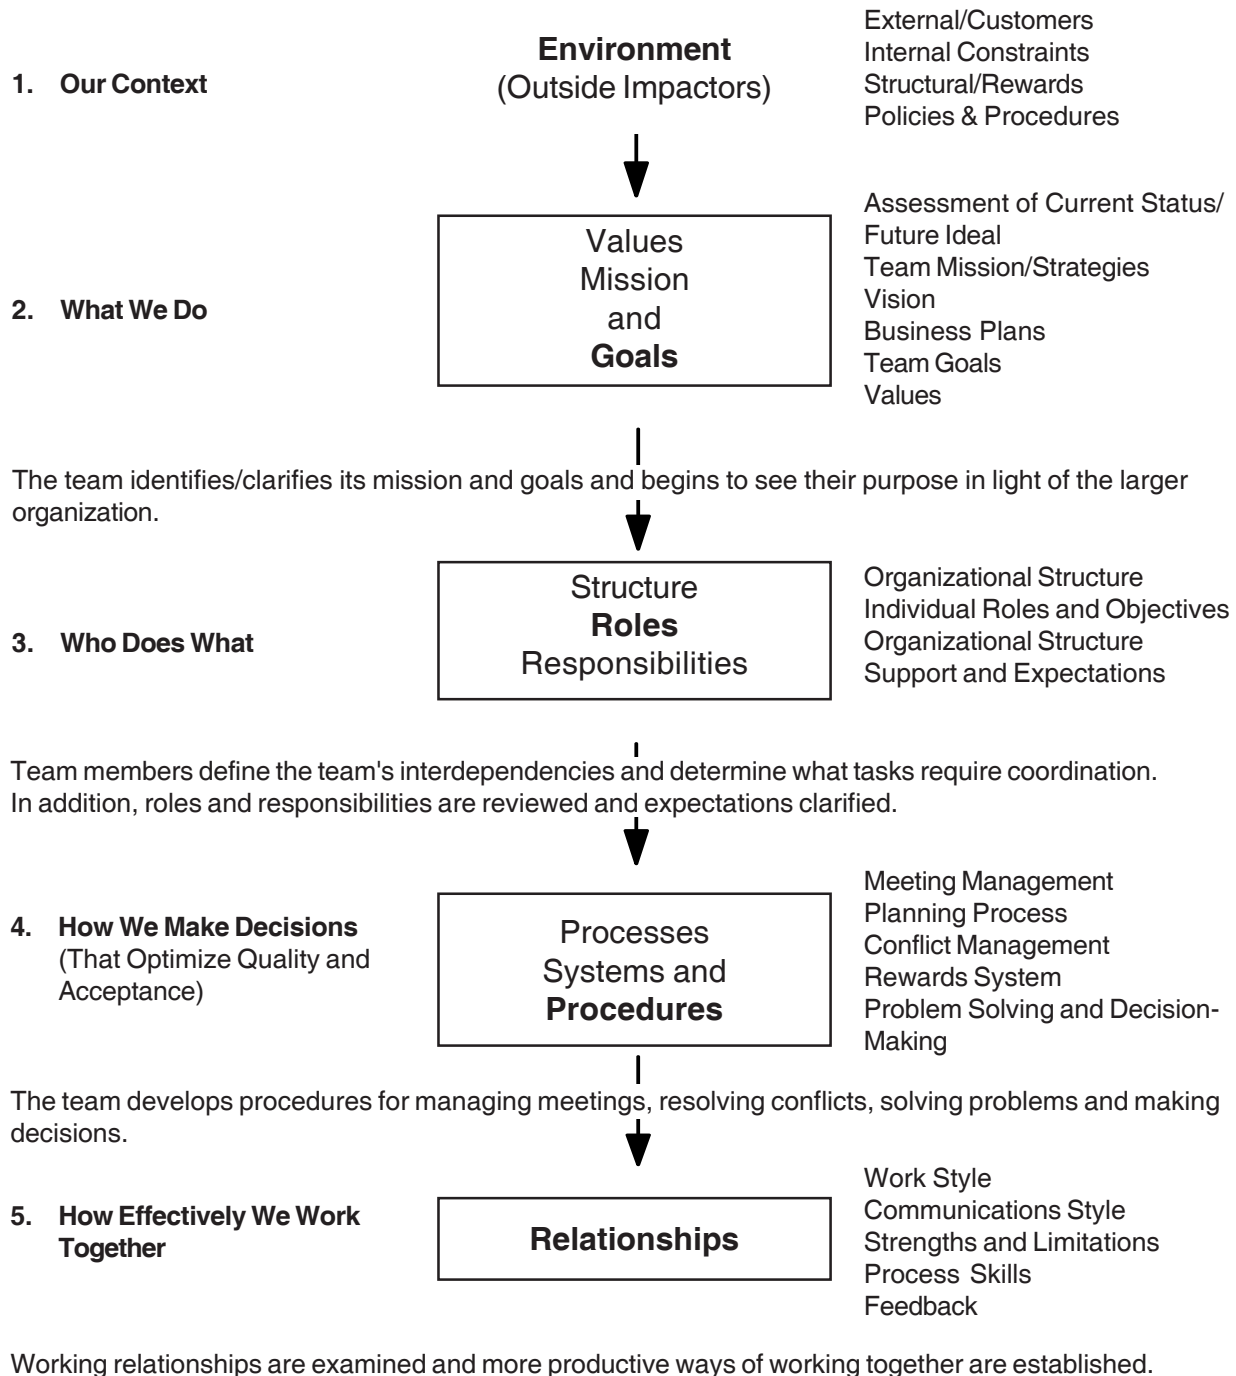 1. Our Context
Environment
(Outside Impactors)
External/Customers
Internal Constraints
Structural/Rewards
Policies & Procedures
2. What We Do
Values
Mission
and
Goals
Assessment of Current Status/
Future Ideal
Team Mission/Strategies
Vision
Business Plans
Team Goals
Values
The team identifies/clarifies its mission and goals and begins to see their purpose in light of the larger
organization.
3. Who Does What
Structure
Roles
Responsibilities
Organizational Structure
Individual Roles and Objectives
Organizational Structure
Support and Expectations
Team members define the team's interdependencies and determine what tasks require coordination.
In addition, roles and responsibilities are reviewed and expectations clarified.
4. How We Make Decisions
(That Optimize Quality and
Acceptance)
Processes
Systems and
Procedures
Meeting Management
Planning Process
Conflict Management
Rewards System
Problem Solving and Decision-
Making
The team develops procedures for managing meetings, resolving conflicts, solving problems and making
decisions.
5. How Effectively We Work
Together
Relationships
Work Style
Communications Style
Strengths and Limitations
Process Skills
Feedback
Working relationships are examined and more productive ways of working together are established.